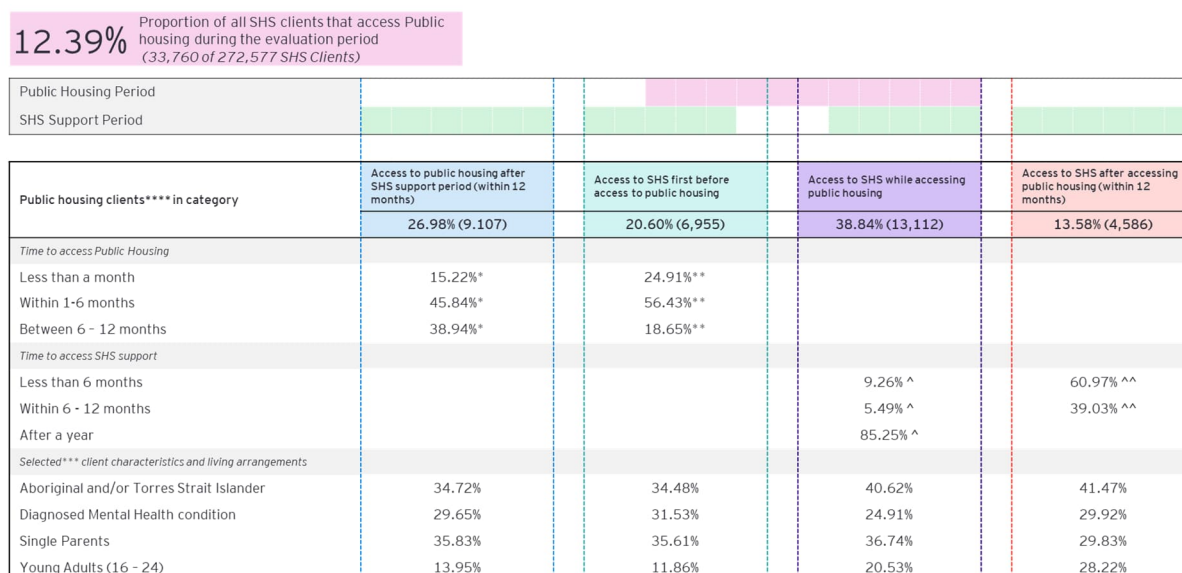 12.39%
Proportion of all SHS clients that access Public
housing during the evaluation period
(33,760 of 272,577 SHS Clients)
Public Housing Period
SHS Support Period
Public housing clients**** in category
Access to public housing after
SHS support period (within 12
months)
Access to SHS first before
access to public housing
Access to SHS while accessing
public housing
Access to SHS after accessing
public housing (within 12
months)
26.98% (9.107) 20.60% (6,955) 38.84% (13,112) 13.58% (4,586)
Time to access Public Housing
Less than a month 15.22%* 24.91%**
Within 1-6 months 45.84%* 56.43%**
Between 6 – 12 months 38.94%* 18.65%**
Time to access SHS support
Less than 6 months 9.26% ^ 60.97% ^^
Within 6 - 12 months 5.49% ^ 39.03% ^^
After a year 85.25% ^
Selected*** client characteristics and living arrangements
Aboriginal and/or Torres Strait Islander 34.72% 34.48% 40.62% 41.47%
Diagnosed Mental Health condition 29.65% 31.53% 24.91% 29.92%
Single Parents 35.83% 35.61% 36.74% 29.83%
Young Adults (16 – 24) 13.95% 11.86% 20.53% 28.22%